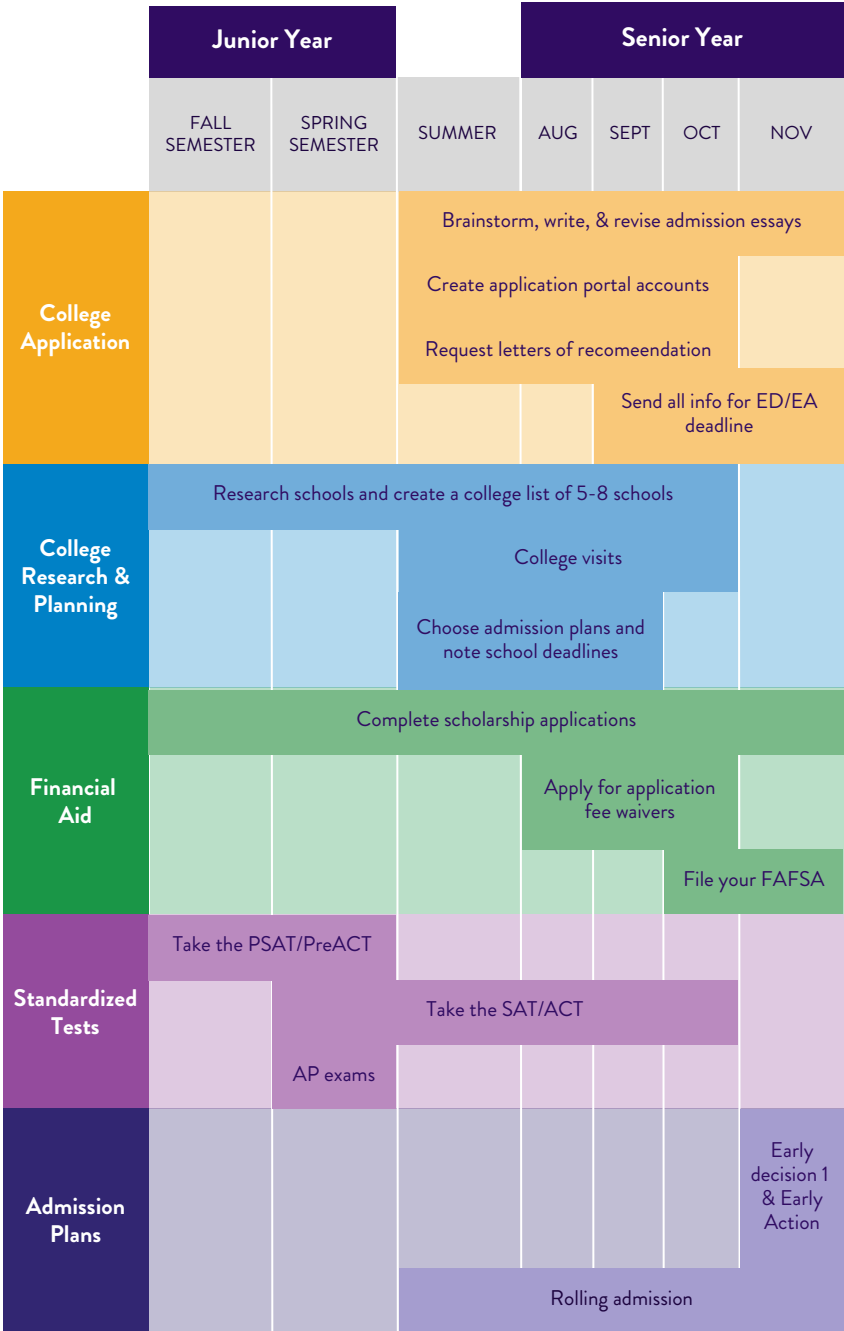 Junior Year
Senior Year
FALL
SEMESTER
SPRING
SEMESTER
SUMMER
AUG
SEPT
OCT
NOV
College
Application
Brainstorm, write, & revise admission essays
Create application portal accounts
Request letters of recomeendation
Send all info for ED/EA
deadline
College
Research &
Planning
Research schools and create a college list of 5-8 schools
College visits
Choose admission plans and
note school deadlines
Financial
Aid
Complete scholarship applications
Apply for application
fee waivers
File your FAFSA
Standardized
Tests
Take the PSAT/PreACT
Take the SAT/ACT
AP exams
Admission
Plans
Early
decision 1
& Early
Action
Rolling admission